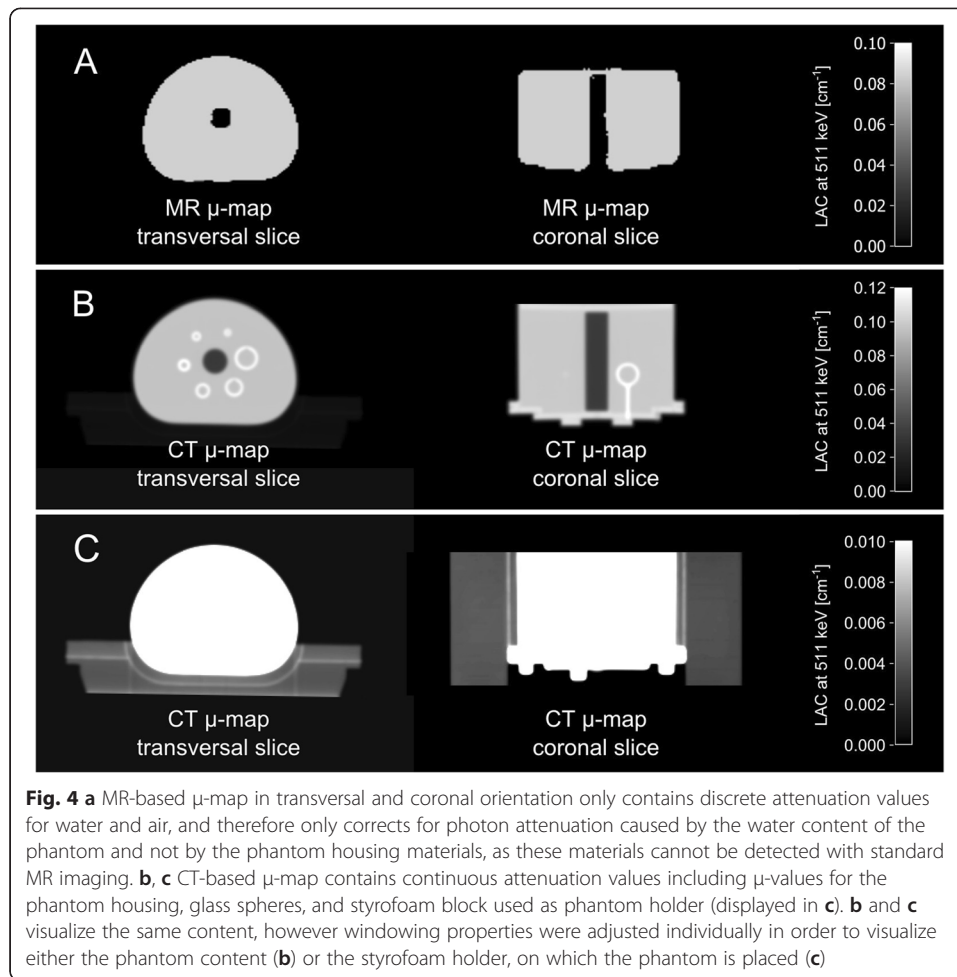 A
MR µ-map
transversal slice
MR µ-map
coronal slice
LAC at 511 keV [cm⁻¹]
0.10
0.08
0.06
0.04
0.02
0.00
B
CT µ-map
transversal slice
CT µ-map
coronal slice
LAC at 511 keV [cm⁻¹]
0.12
0.10
0.08
0.06
0.04
0.02
0.00
C
CT µ-map
transversal slice
CT µ-map
coronal slice
LAC at 511 keV [cm⁻¹]
0.010
0.008
0.006
0.004
0.002
0.000
Fig. 4 a MR-based µ-map in transversal and coronal orientation only contains discrete attenuation values
for water and air, and therefore only corrects for photon attenuation caused by the water content of the
phantom and not by the phantom housing materials, as these materials cannot be detected with standard
MR imaging. b, c CT-based µ-map contains continuous attenuation values including µ-values for the
phantom housing, glass spheres, and styrofoam block used as phantom holder (displayed in c). b and c
visualize the same content, however windowing properties were adjusted individually in order to visualize
either the phantom content (b) or the styrofoam holder, on which the phantom is placed (c)